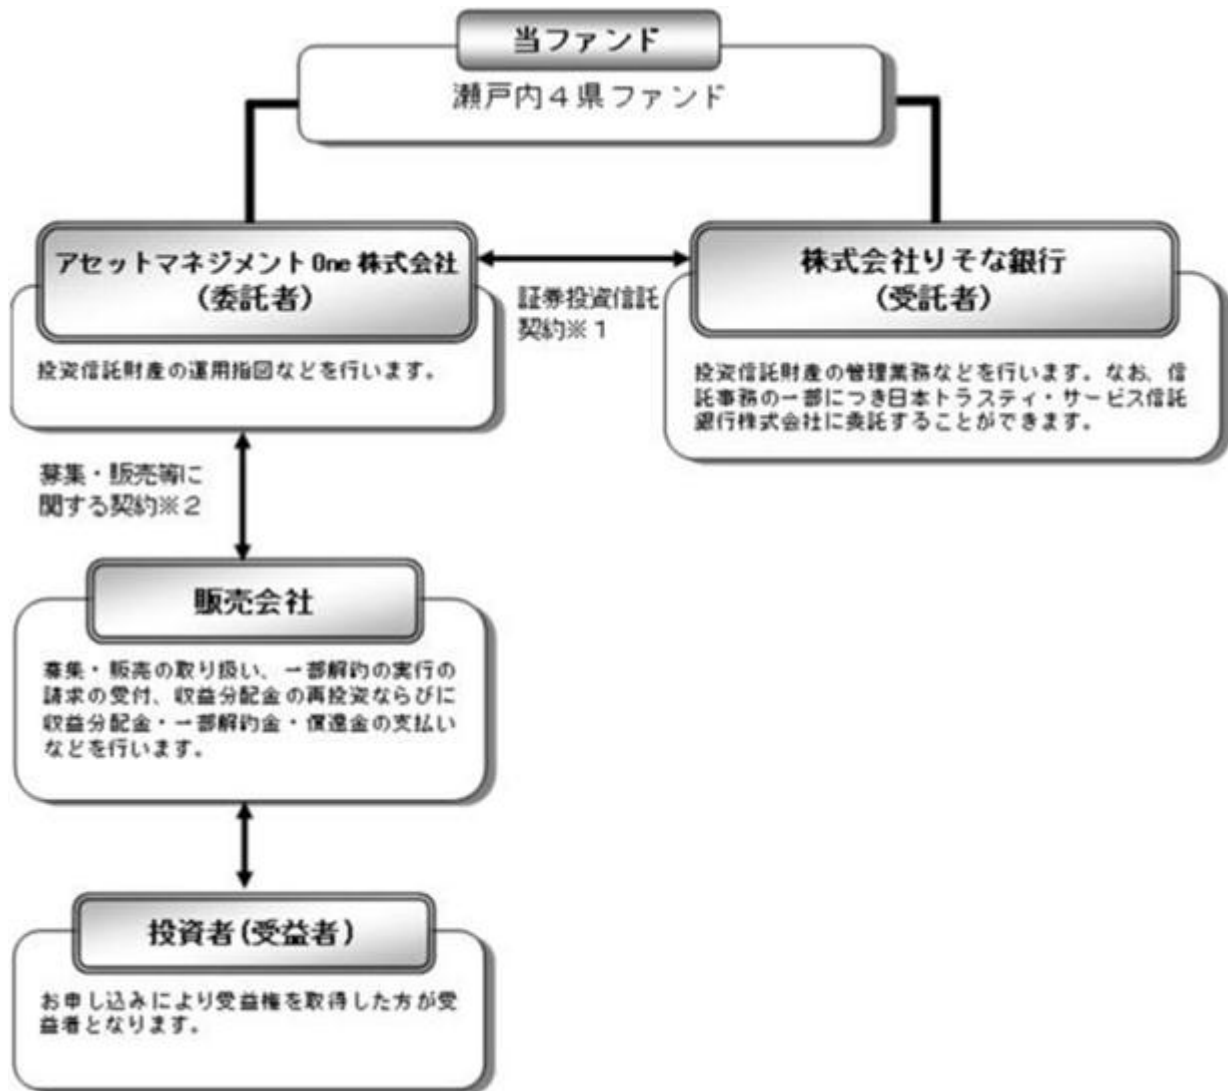 当ファンド
瀬戸内4県ファンド
アセットマネジメントOne 株式会社
(委託者)
投資信託財産の運用指図などを行います。
証券投資信託
契約※1
株式会社りそな銀行
(受託者)
投資信託財産の管理業務などを行います。なお、信
託事務の一部につき日本トラスティ・サービス信託
銀行株式会社に委託することができます。
募集・販売等に
関する契約※2
販売会社
募集・販売の取り扱い、一部解約の実行の
請求の受付、収益分配金の再投資ならびに
収益分配金・一部解約金・償還金の支払い
などを行います。
投資者(受益者)
お申し込みにより受益権を取得した方が受
益者となります。